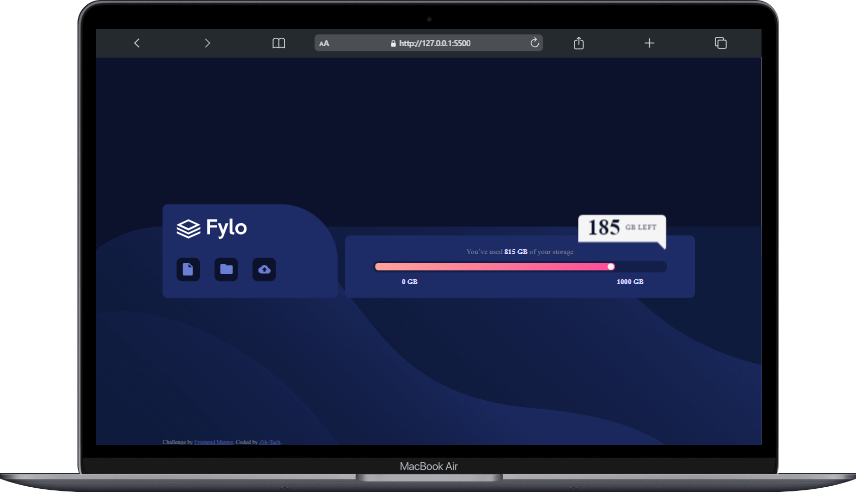 AA http://127.0.0.1:5500
Fylo
185 GB LEFT
You've used 815 GB of your storage
0 GB 1000 GB
Challenge by Frontend Mentor. Coded by
MacBook Air